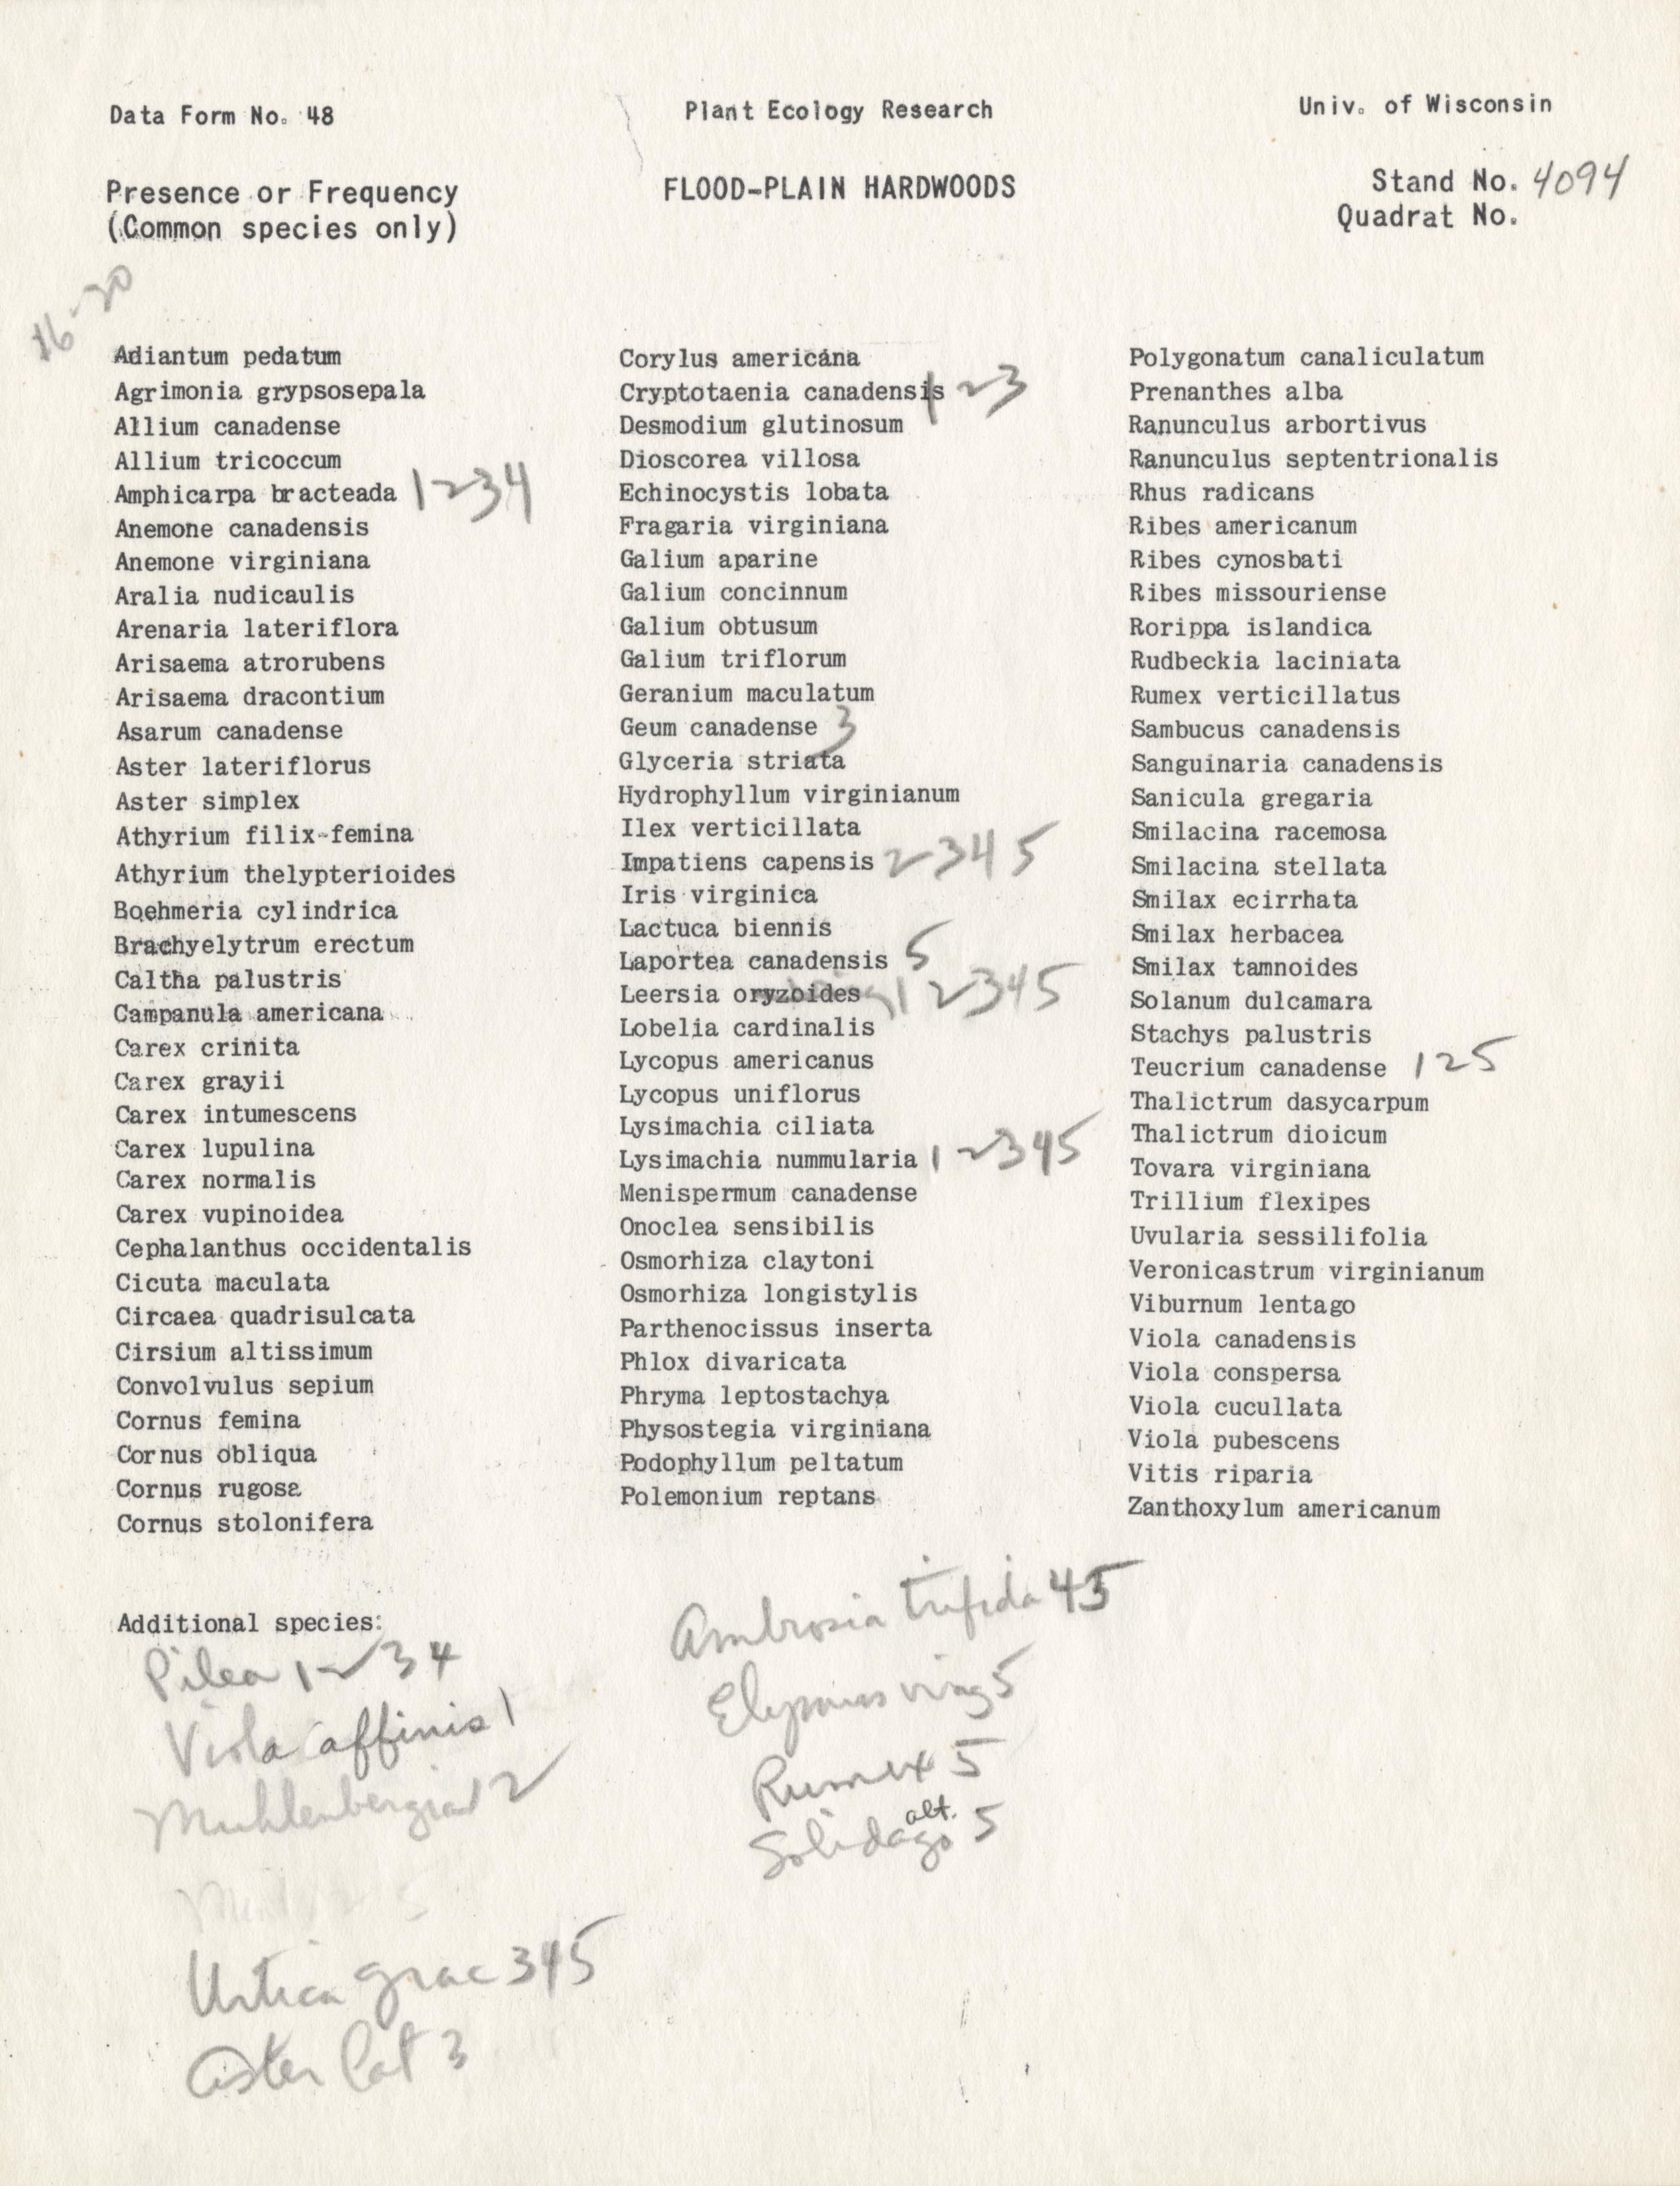 Data Form No. 48
Plant Ecology Research
Univ. of Wisconsin
Presence or Frequency
(Common species only)
FLOOD-PLAIN HARDWOODS
Stand No. 4094
Quadrat No.
16-20
Adiantum pedatum
Agrimonia grypsosepala
Allium canadense
Allium tricoccum
Amphicarpa bracteada 1234
Anemone canadensis
Anemone virginiana
Aralia nudicaulis
Arenaria lateriflora
Arisaema atrorubens
Arisaema dracontium
Asarum canadense
Aster lateriflorus
Aster simplex
Athyrium filix-femina
Athyrium thelypterioides
Boehmeria cylindrica
Brachyelytrum erectum
Caltha palustris
Campanula americana
Carex crinita
Carex grayii
Carex intumescens
Carex lupulina
Carex normalis
Carex vupinoidea
Cephalanthus occidentalis
Cicuta maculata
Circaea quadrisulcata
Cirsium altissimum
Convolvulus sepium
Cornus femina
Cornus obliqua
Cornus rugosa
Cornus stolonifera
Corylus americana
Cryptotaenia canadensis 123
Desmodium glutinosum
Dioscorea villosa
Echinocystis lobata
Fragaria virginiana
Galium aparine
Galium concinnum
Galium obtusum
Galium triflorum
Geranium maculatum
Geum canadense 3
Glyceria striata
Hydrophyllum virginianum
Ilex verticillata
Impatiens capensis 2345
Iris virginica
Lactuca biennis
Laportea canadensis 5
Leersia oryzoides 12345
Lobelia cardinalis
Lycopus americanus
Lycopus uniflorus
Lysimachia ciliata
Lysimachia nummularia 12345
Menispermum canadense
Onoclea sensibilis
Osmorhiza claytoni
Osmorhiza longistylis
Parthenocissus inserta
Phlox divaricata
Phryma leptostachya
Physostegia virginiana
Podophyllum peltatum
Polemonium reptans
Polygonatum canaliculatum
Prenanthes alba
Ranunculus arbortivus
Ranunculus septentrionalis
Rhus radicans
Ribes americanum
Ribes cynosbati
Ribes missouriense
Rorippa islandica
Rudbeckia laciniata
Rumex verticillatus
Sambucus canadensis
Sanguinaria canadensis
Sanicula gregaria
Smilacina racemosa
Smilacina stellata
Smilax ecirrhata
Smilax herbacea
Smilax tamnoides
Solanum dulcamara
Stachys palustris
Teucrium canadense 125
Thalictrum dasycarpum
Thalictrum dioicum
Tovara virginiana
Trillium flexipes
Uvularia sessilifolia
Veronicastrum virginianum
Viburnum lentago
Viola canadensis
Viola conspersa
Viola cucullata
Viola pubescens
Vitis riparia
Zanthoxylum americanum
Additional species:
Pilea 1234
Viola affinis 1
Muhlenbergia 2
Urtica grac 345
Aster lat 3
Ambrosia trifida 45
Elymus virg 5
Rumex 5
alt.
Solidago 5